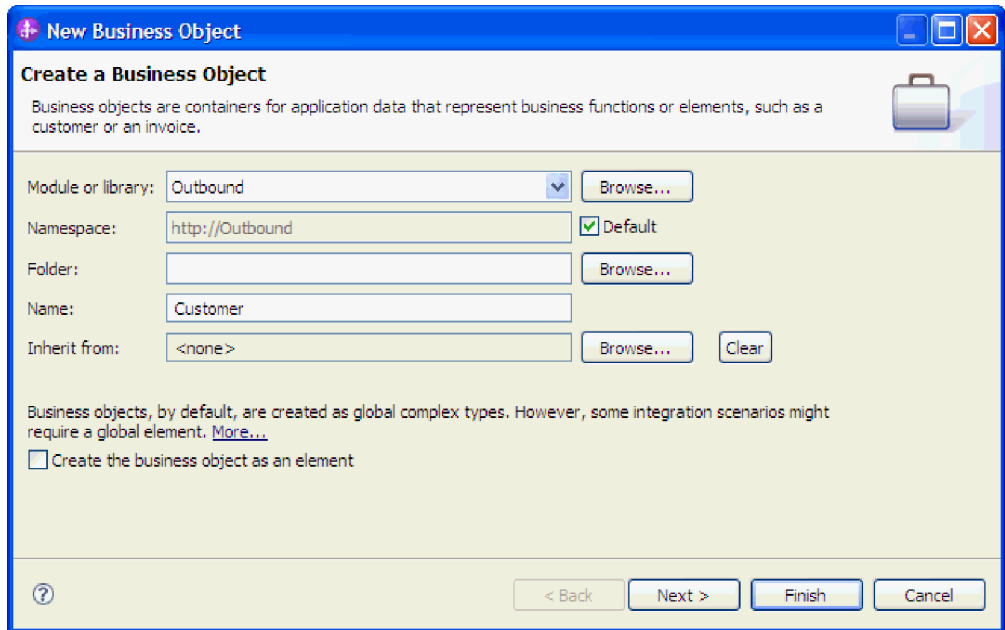 New Business Object
Create a Business Object
Business objects are containers for application data that represent business functions or elements, such as a
customer or an invoice.
Module or library: Outbound Browse...
Namespace: http://Outbound Default
Folder: Browse...
Name: Customer
Inherit from: <none> Browse... Clear
Business objects, by default, are created as global complex types. However, some integration scenarios might
require a global element. More...
Create the business object as an element
? < Back Next > Finish Cancel